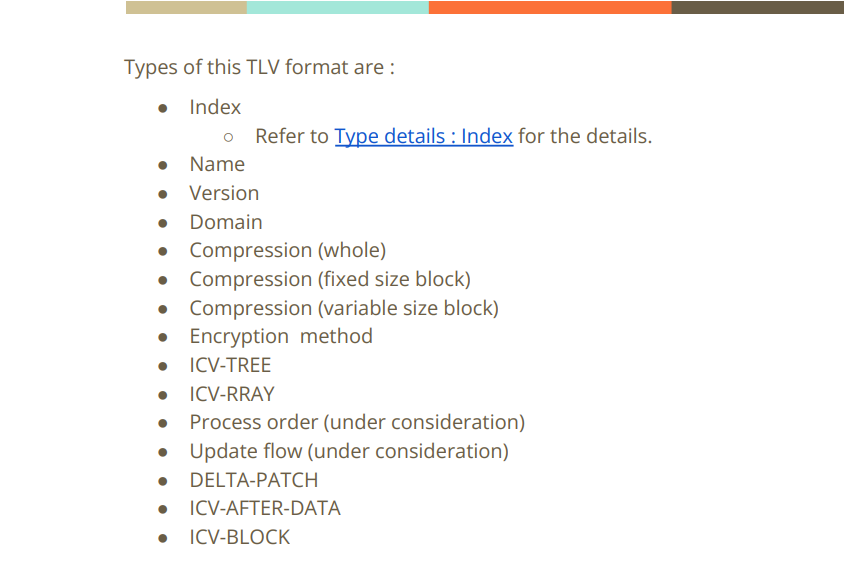 Types of this TLV format are :
● Index
○ Refer to Type details : Index for the details.
● Name
● Version
● Domain
● Compression (whole)
● Compression (fixed size block)
● Compression (variable size block)
● Encryption  method
● ICV-TREE
● ICV-RRAY
● Process order (under consideration)
● Update flow (under consideration)
● DELTA-PATCH
● ICV-AFTER-DATA
● ICV-BLOCK